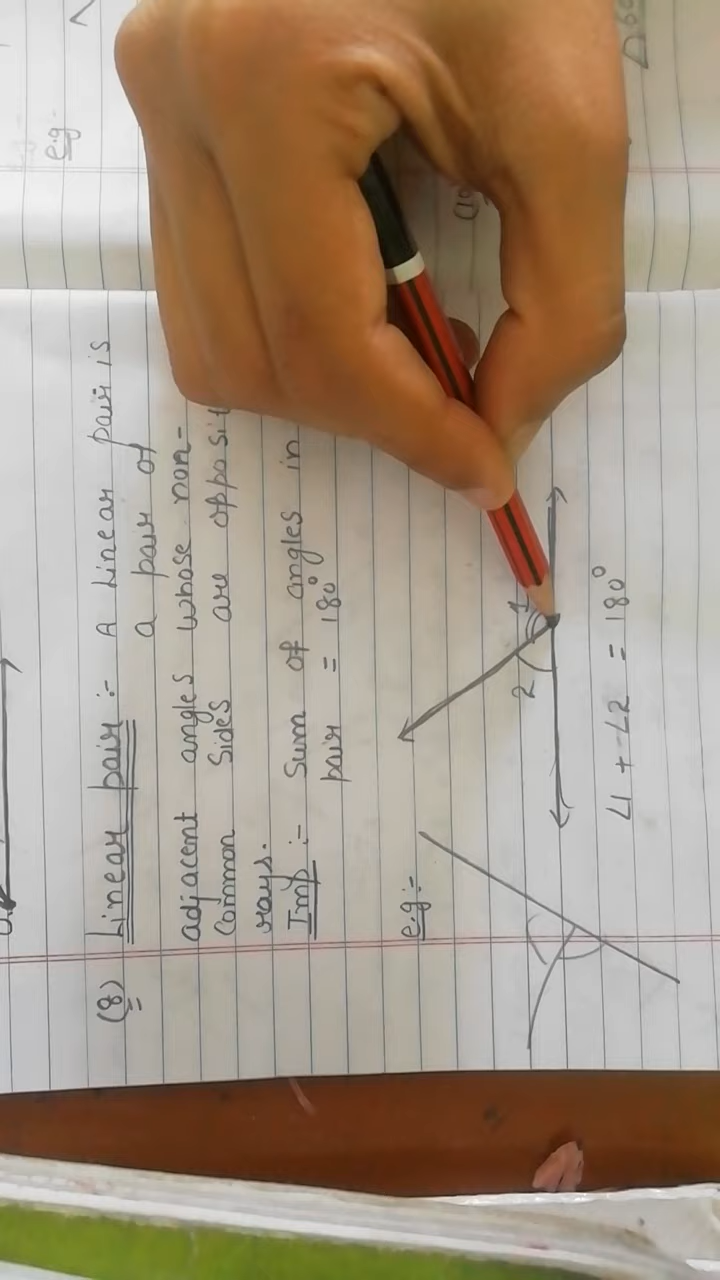 (8) Linear pair :- A Linear pair is
a pair of
adjacent angles whose non-
Common Sides are opposit
rays.
Imp :- Sum of angles in
pair = 180°
e.g:-
2 1
∠1 + ∠2 = 180°
e.g-